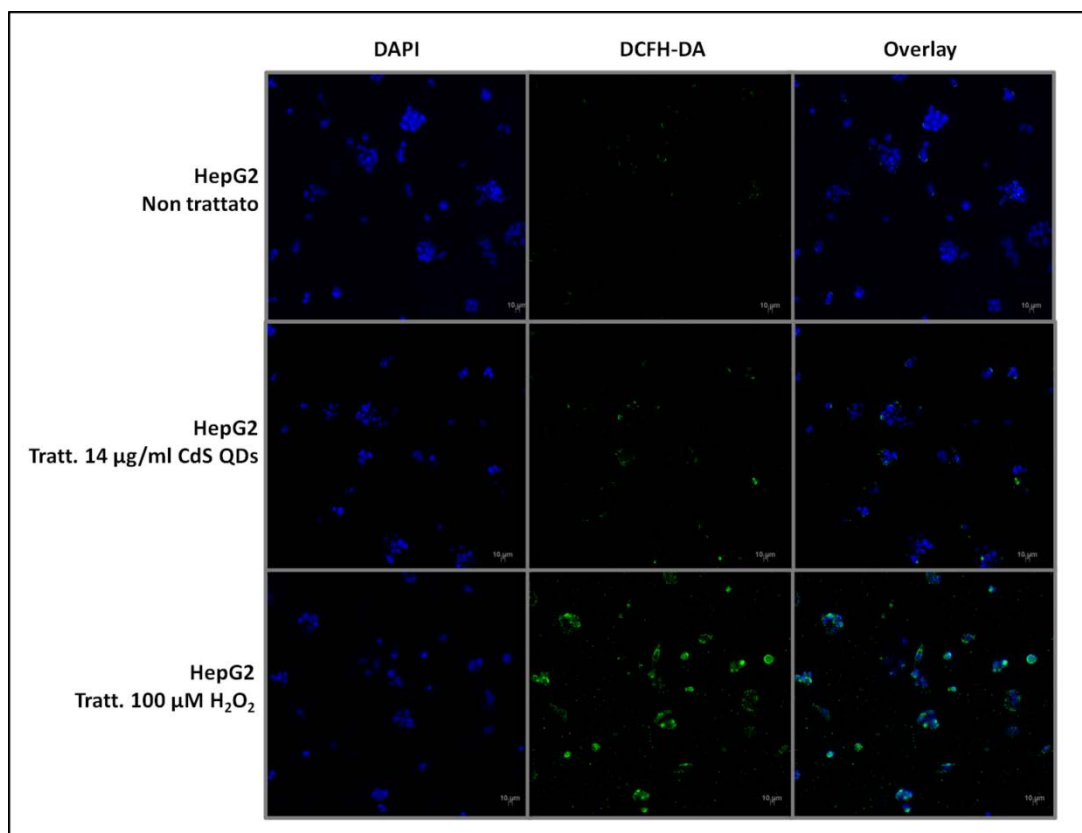 DAPI DCFH-DA Overlay
HepG2
Non trattato
10 µm 10 µm 10 µm
HepG2
Tratt. 14 µg/ml CdS QDs
10 µm 10 µm 10 µm
HepG2
Tratt. 100 µM H₂O₂
10 µm 10 µm 10 µm